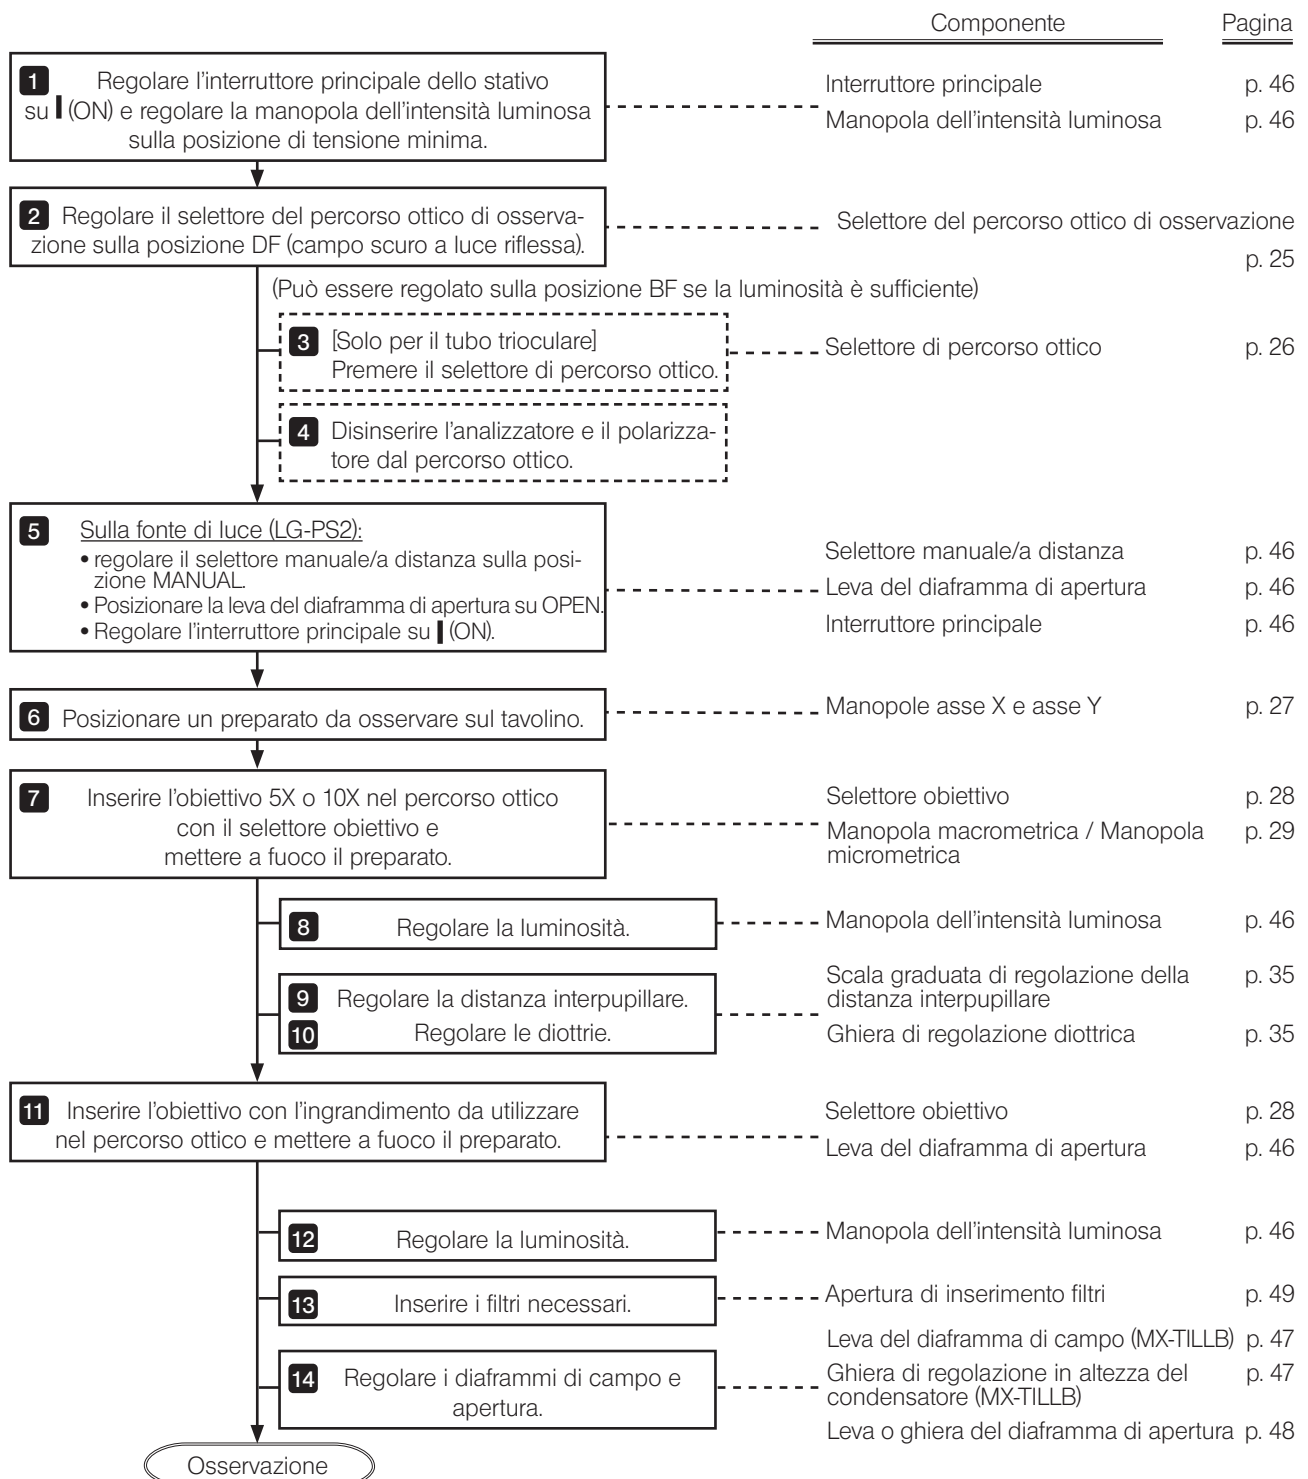 Componente Pagina
1 Regolare l'interruttore principale dello stativo
su I (ON) e regolare la manopola dell'intensità luminosa
sulla posizione di tensione minima.
Interruttore principale p. 46
Manopola dell'intensità luminosa p. 46
2 Regolare il selettore del percorso ottico di osserva-
zione sulla posizione DF (campo scuro a luce riflessa).
Selettore del percorso ottico di osservazione
p. 25
(Può essere regolato sulla posizione BF se la luminosità è sufficiente)
3 [Solo per il tubo trioculare]
Premere il selettore di percorso ottico.
Selettore di percorso ottico p. 26
4 Disinserire l'analizzatore e il polarizza-
tore dal percorso ottico.
5 Sulla fonte di luce (LG-PS2):
• regolare il selettore manuale/a distanza sulla posi-
zione MANUAL.
• Posizionare la leva del diaframma di apertura su OPEN.
• Regolare l'interruttore principale su I (ON).
Selettore manuale/a distanza p. 46
Leva del diaframma di apertura p. 46
Interruttore principale p. 46
6 Posizionare un preparato da osservare sul tavolino.
Manopole asse X e asse Y p. 27
7 Inserire l'obiettivo 5X o 10X nel percorso ottico
con il selettore obiettivo e
mettere a fuoco il preparato.
Selettore obiettivo p. 28
Manopola macrometrica / Manopola p. 29
micrometrica
8 Regolare la luminosità.
Manopola dell'intensità luminosa p. 46
9 Regolare la distanza interpupillare.
10 Regolare le diottrie.
Scala graduata di regolazione della p. 35
distanza interpupillare
Ghiera di regolazione diottrica p. 35
11 Inserire l'obiettivo con l'ingrandimento da utilizzare
nel percorso ottico e mettere a fuoco il preparato.
Selettore obiettivo p. 28
Leva del diaframma di apertura p. 46
12 Regolare la luminosità.
Manopola dell'intensità luminosa p. 46
13 Inserire i filtri necessari.
Apertura di inserimento filtri p. 49
14 Regolare i diaframmi di campo e
apertura.
Leva del diaframma di campo (MX-TILLB) p. 47
Ghiera di regolazione in altezza del p. 47
condensatore (MX-TILLB)
Leva o ghiera del diaframma di apertura p. 48
Osservazione